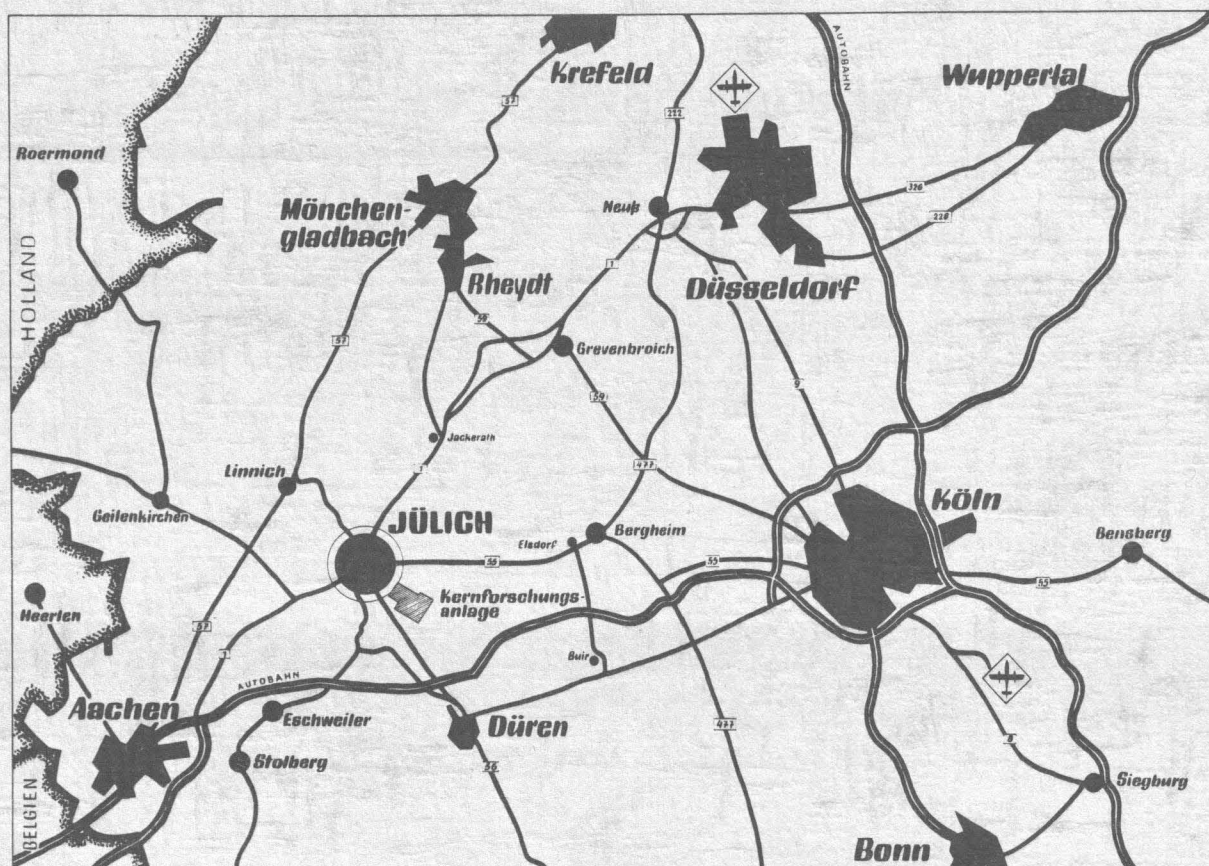 Krefeld
AUTOBAHN
Wuppertal
57
222
Roermond
Mönchen-
gladbach
Neuß
326
228
HOLLAND
Rheydt
1
Düsseldorf
59
57
Grevenbroich
9
59
Jackerath
Linnich
1
477
Geilenkirchen
JÜLICH
Elsdorf
Bergheim
Köln
Bensberg
55
55
55
Heerlen
Kernforschungs-
anlage
57
1
Buir
AUTOBAHN
Aachen
Eschweiler
Düren
477
8
Stolberg
56
Siegburg
BELGIEN
Bonn